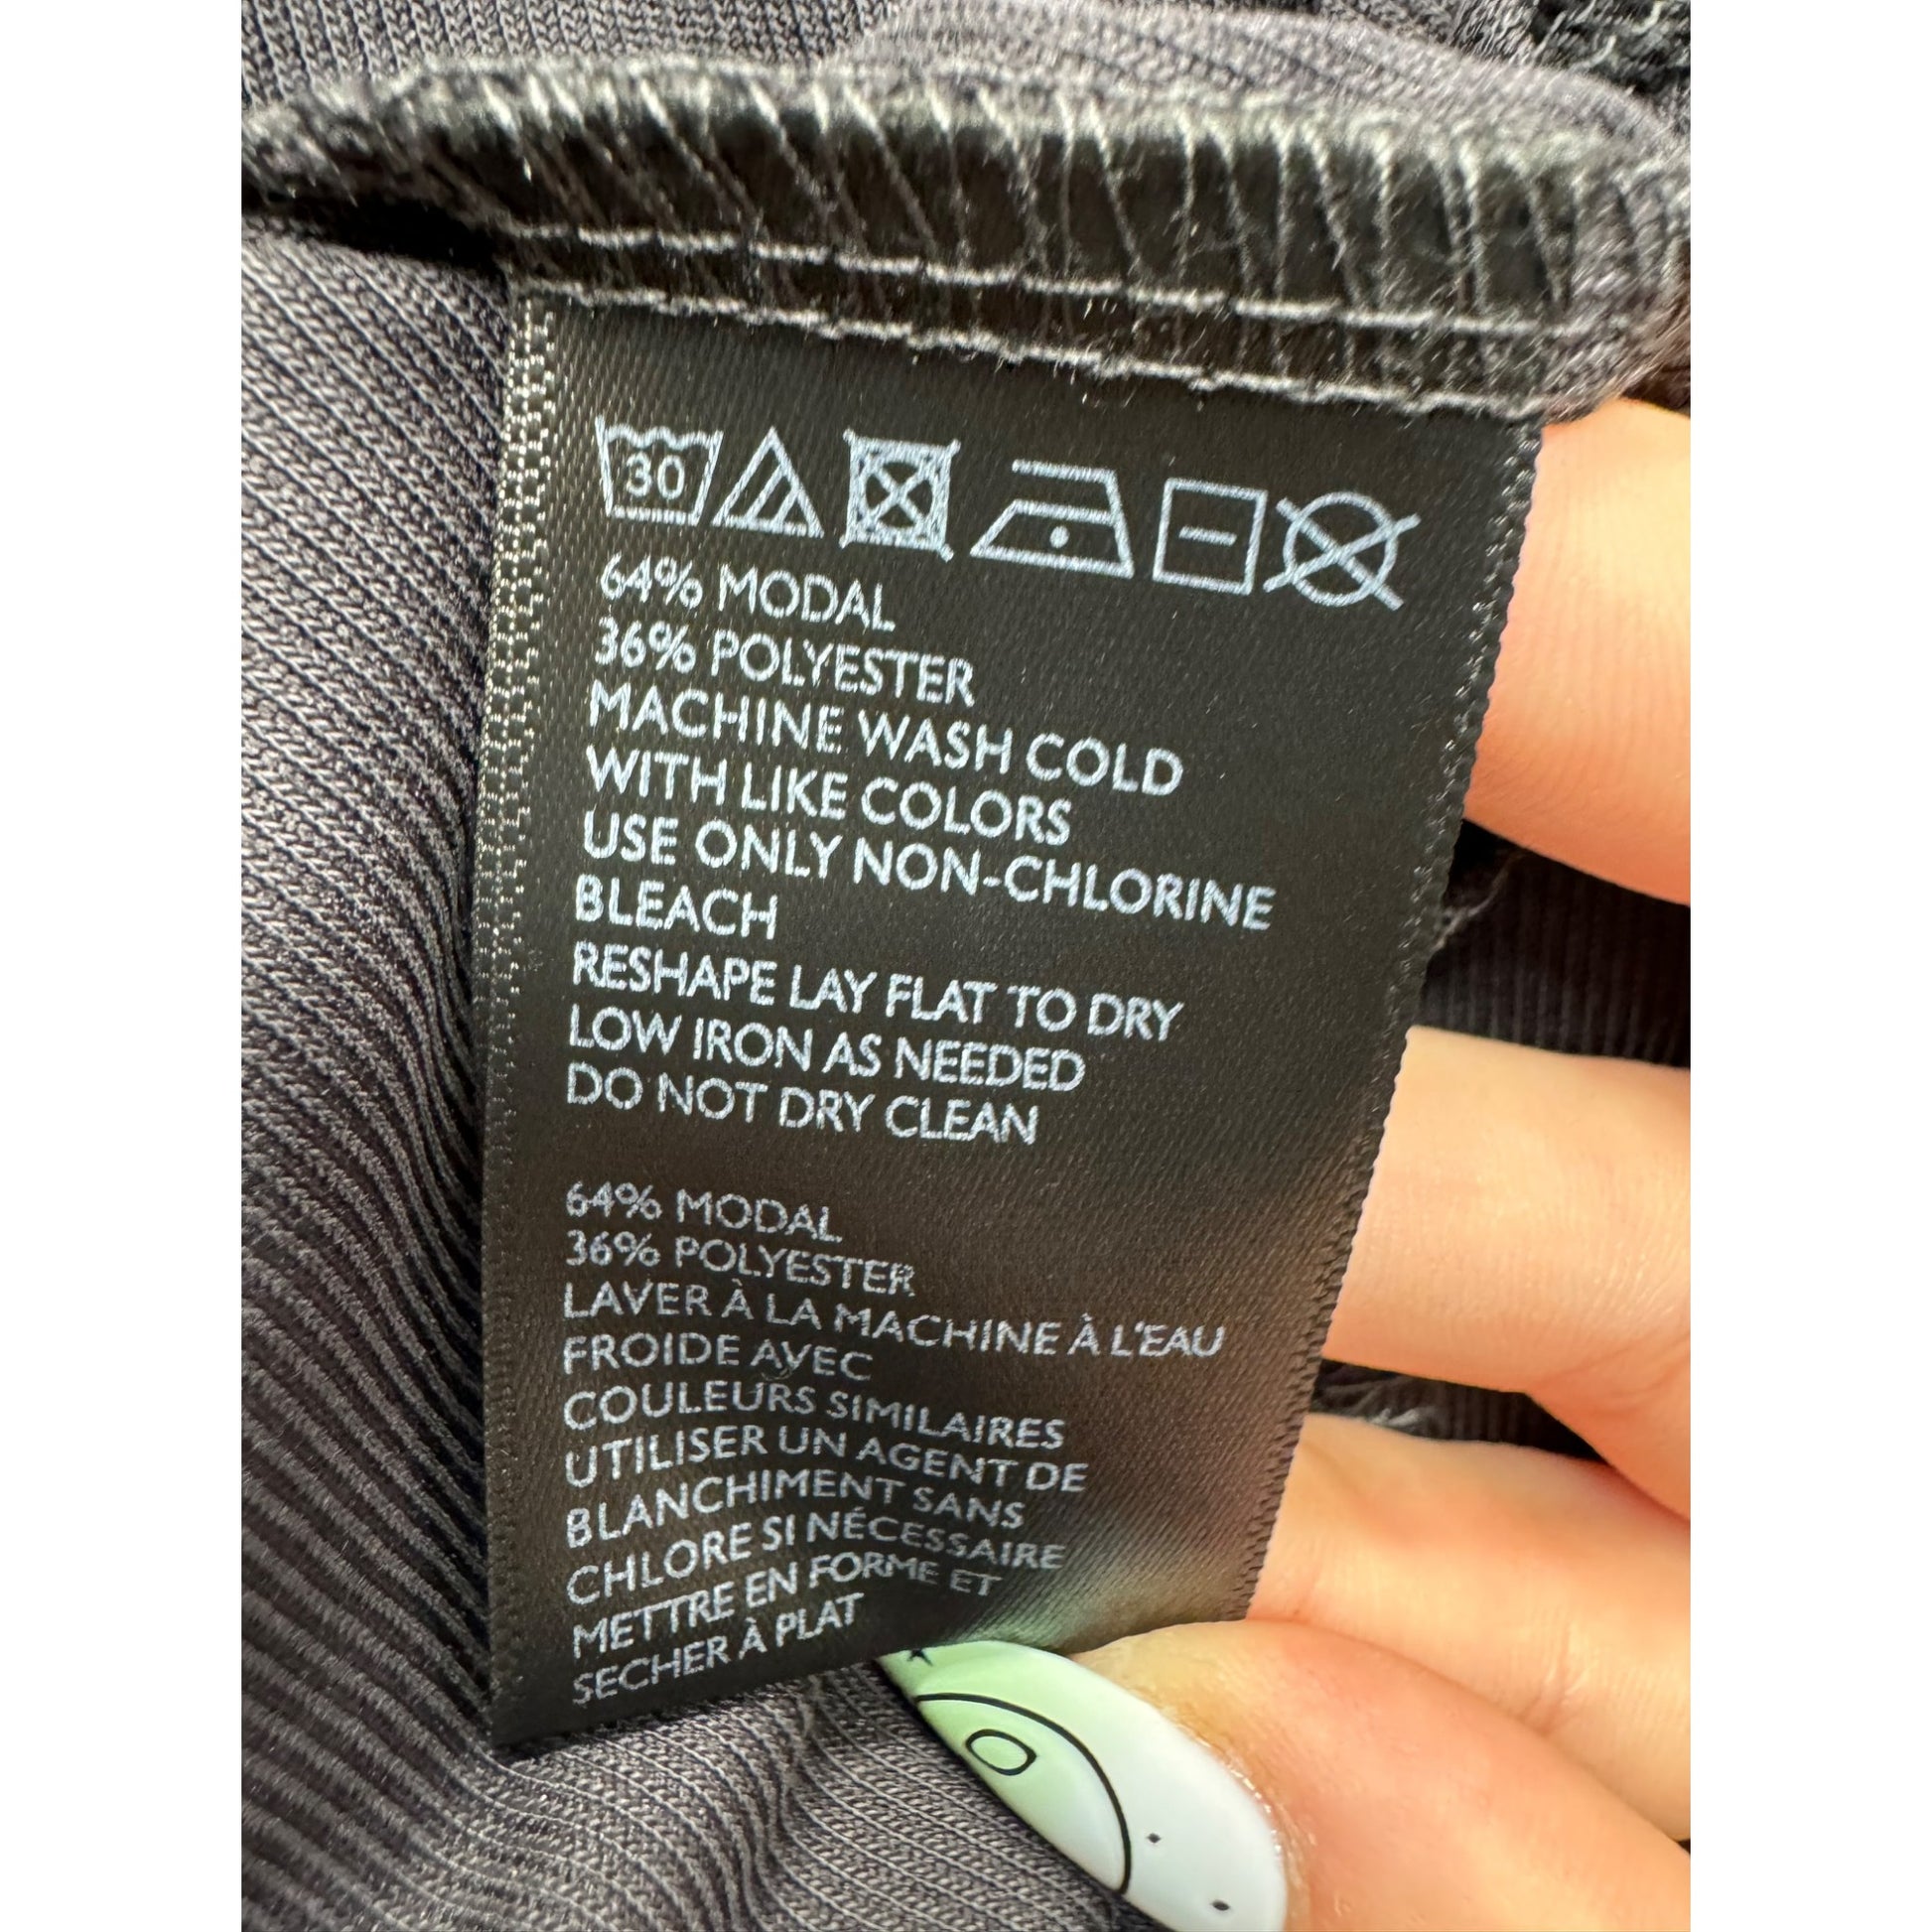 30
64% MODAL
36% POLYESTER
MACHINE WASH COLD
WITH LIKE COLORS
USE ONLY NON-CHLORINE
BLEACH
RESHAPE LAY FLAT TO DRY
LOW IRON AS NEEDED
DO NOT DRY CLEAN
64% MODAL
36% POLYESTER
LAVER À LA MACHINE À L'EAU
FROIDE AVEC
COULEURS SIMILAIRES
UTILISER UN AGENT DE
BLANCHIMENT SANS
CHLORE SI NÉCESSAIRE
METTRE EN FORME ET
SECHER À PLAT